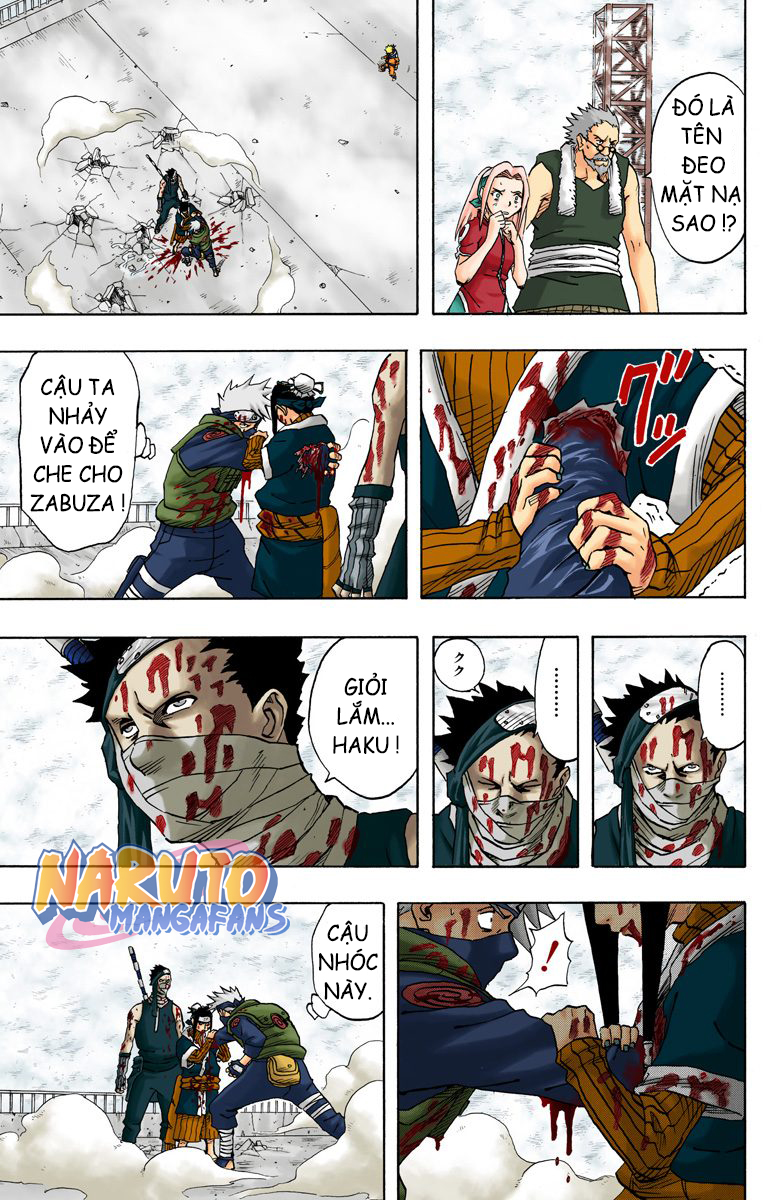 ĐÓ LÀ
TÊN
ĐEO
MẶT NẠ
SAO !?
グッ
CẬU TA
NHẢY
VÀO ĐỂ
CHE CHO
ZABUZA !
.........
.........
クク
GIỎI
LẮM...
HAKU !
!
CẬU
NHÓC
NÀY.
NARUTO
MANGAFANS